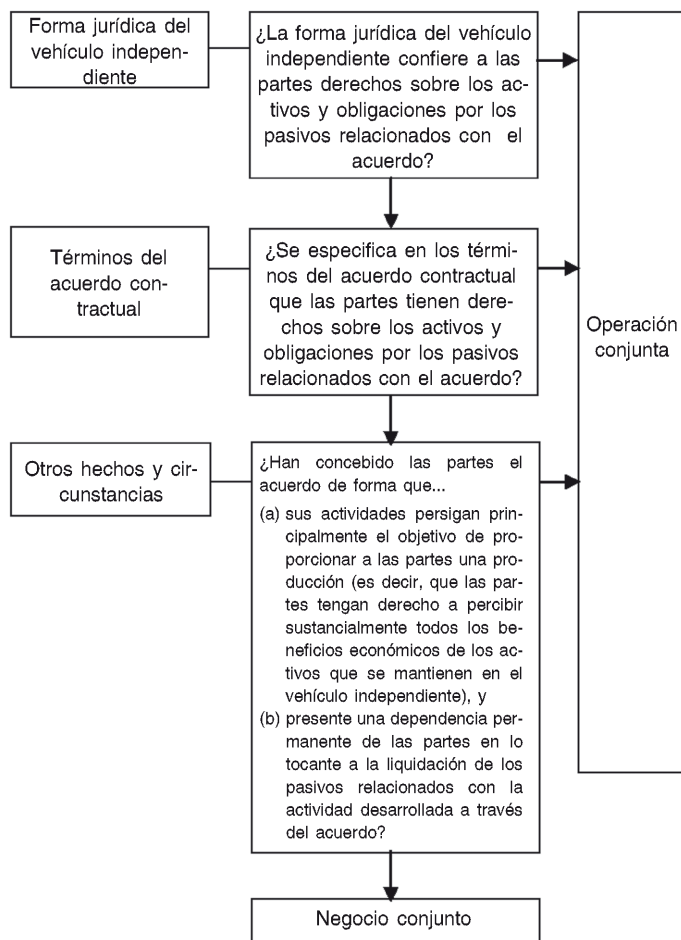 Forma jurídica del
vehículo indepen-
diente
¿La forma jurídica del vehículo
independiente confiere a las
partes derechos sobre los ac-
tivos y obligaciones por los
pasivos relacionados con el
acuerdo?
Términos del
acuerdo con-
tractual
¿Se especifica en los térmi-
nos del acuerdo contractual
que las partes tienen dere-
chos sobre los activos y
obligaciones por los pasivos
relacionados con el acuerdo?
Operación
conjunta
Otros hechos y cir-
cunstancias
¿Han concebido las partes el
acuerdo de forma que...
(a) sus actividades persigan prin-
cipalmente el objetivo de pro-
porcionar a las partes una pro-
ducción (es decir, que las par-
tes tengan derecho a percibir
sustancialmente todos los be-
neficios económicos de los ac-
tivos que se mantienen en el
vehículo independiente), y
(b) presente una dependencia per-
manente de las partes en lo
tocante a la liquidación de los
pasivos relacionados con la
actividad desarrollada a través
del acuerdo?
Negocio conjunto